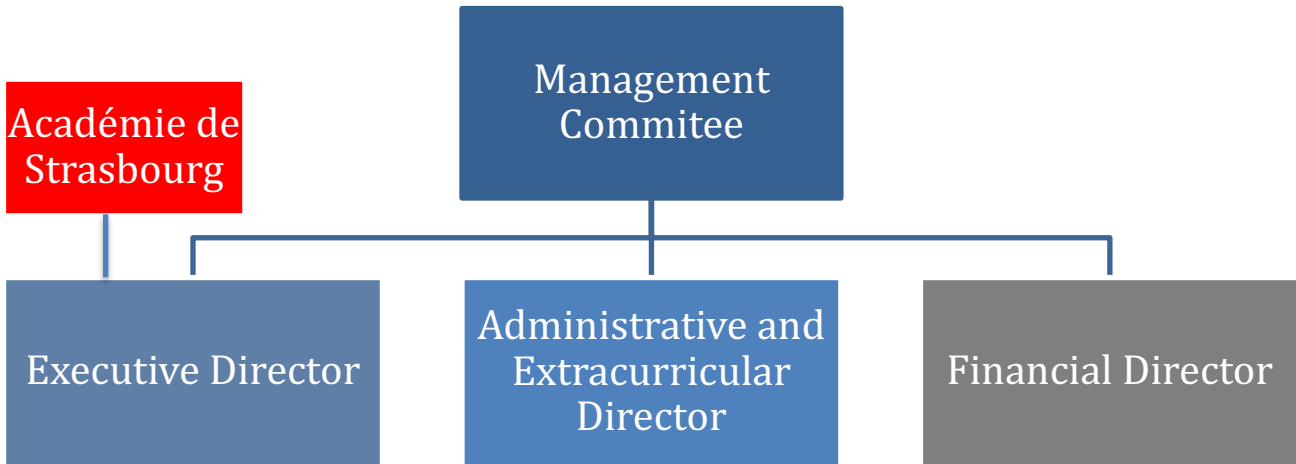 Management
Commitee
Académie de
Strasbourg
Executive Director
Administrative and
Extracurricular
Director
Financial Director